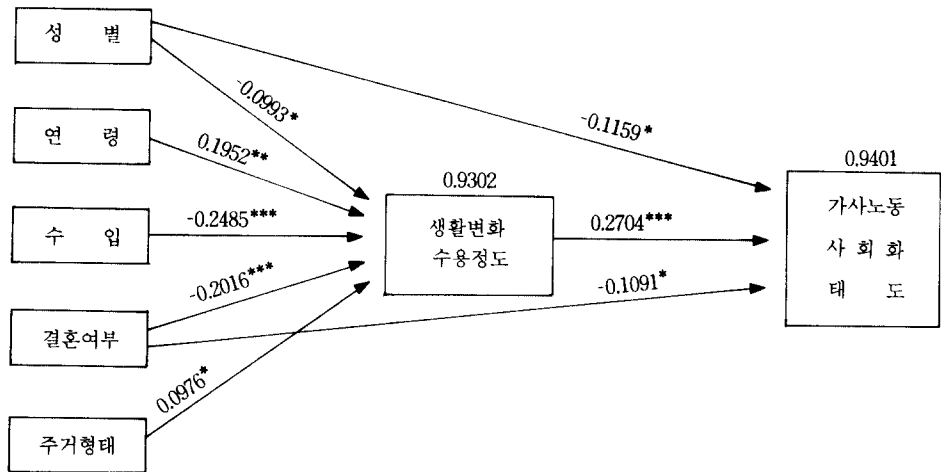 성 별
-0.0993*
-0.1159*
연 령
0.1952**
0.9302
0.9401
수 입
-0.2485***
생활변화
수용정도
0.2704***
가사노동
사 회 화
태 도
-0.2016***
-0.1091*
결혼여부
0.0976*
주거형태